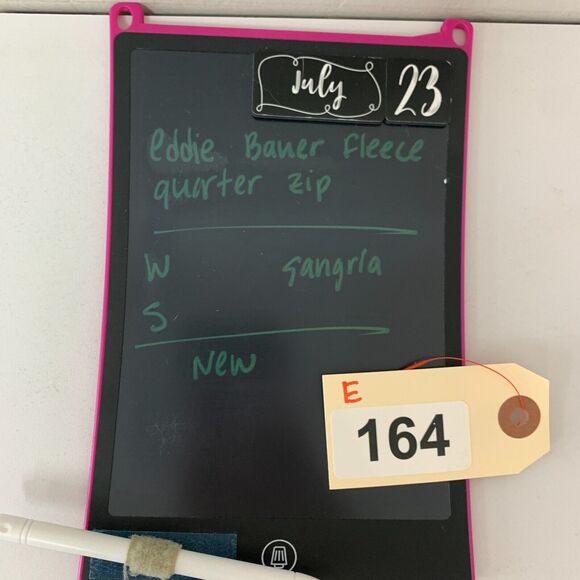 July 23
eddie Bauer fleece
quarter zip
W sangria
S
New
E
164